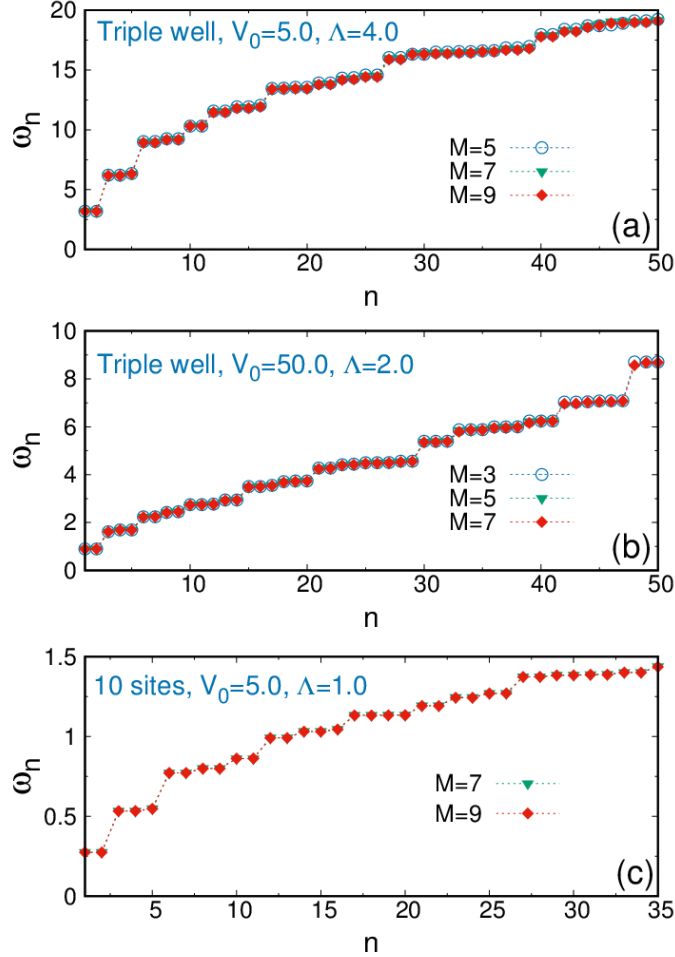 Triple well, V0=5.0, Λ=4.0
20
15
10
5
0
ωn
M=5
M=7
M=9
(a)
10 20 30 40 50
n
Triple well, V0=50.0, Λ=2.0
10
8
6
4
2
0
ωn
M=3
M=5
M=7
(b)
10 20 30 40 50
n
10 sites, V0=5.0, Λ=1.0
1.5
1
0.5
0
ωn
M=7
M=9
(c)
5 10 15 20 25 30 35
n